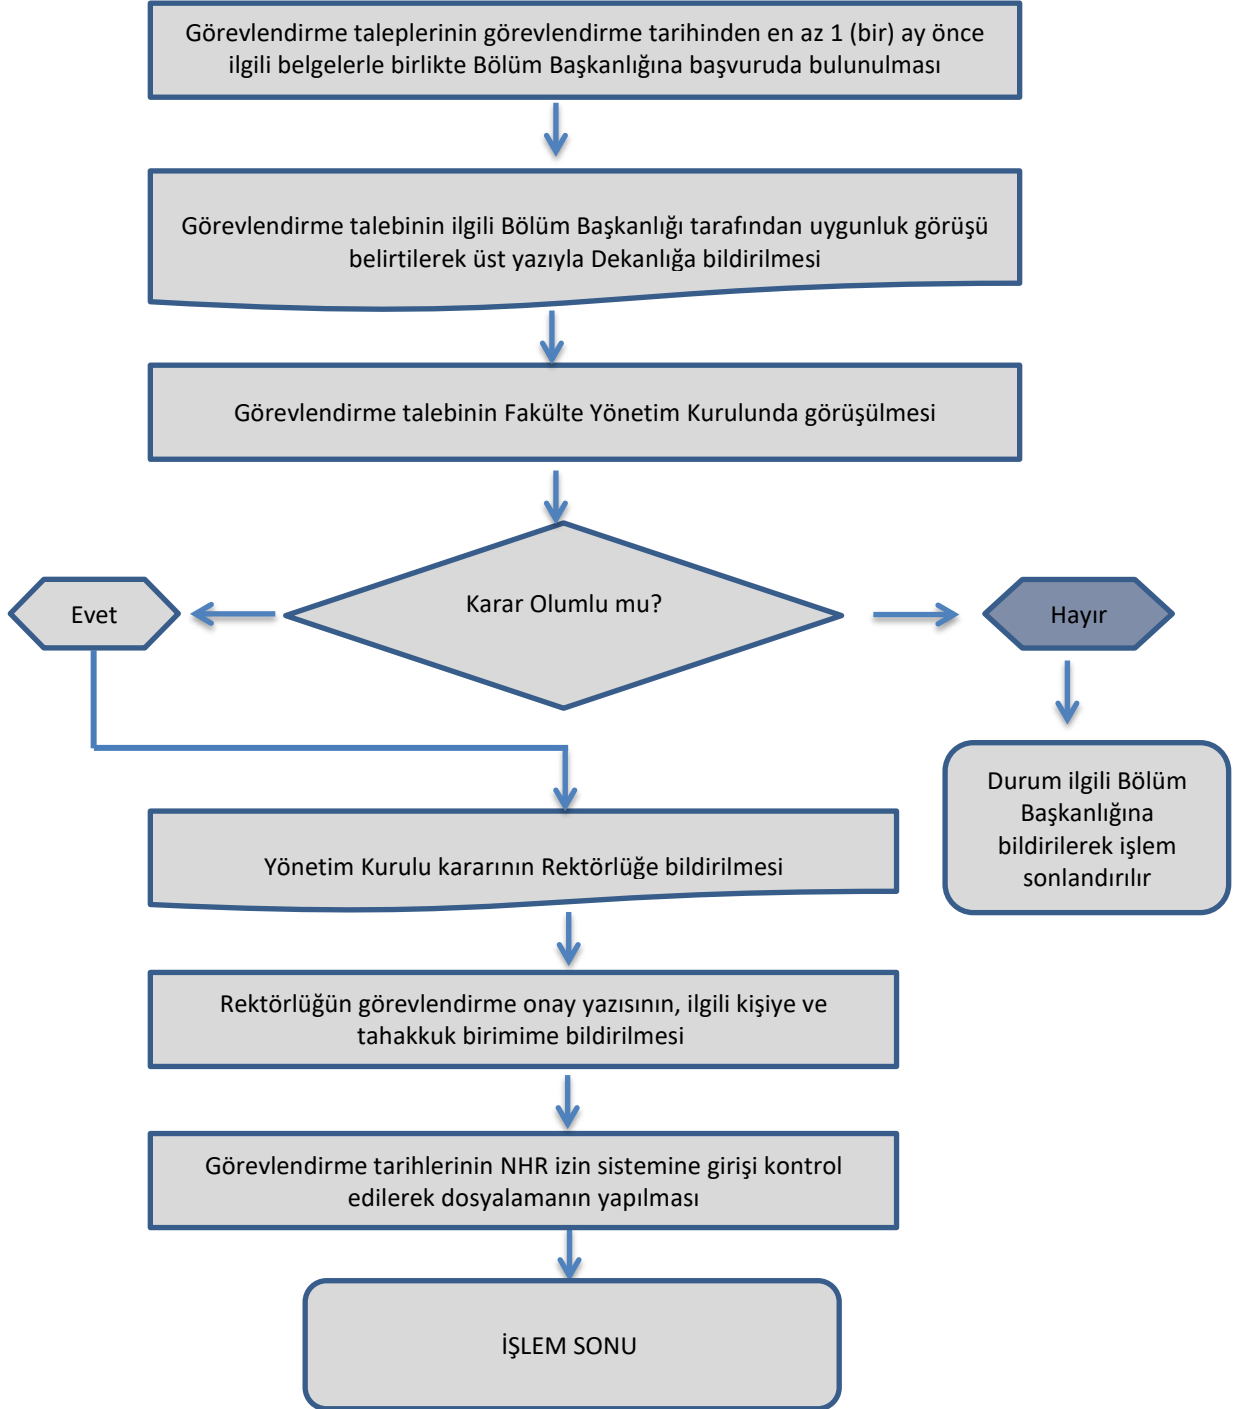 Görevlendirme taleplerinin görevlendirme tarihinden en az 1 (bir) ay önce
ilgili belgelerle birlikte Bölüm Başkanlığına başvuruda bulunulması
Görevlendirme talebinin ilgili Bölüm Başkanlığı tarafından uygunluk görüşü
belirtilerek üst yazıyla Dekanlığa bildirilmesi
Görevlendirme talebinin Fakülte Yönetim Kurulunda görüşülmesi
Karar Olumlu mu?
Evet
Hayır
Durum ilgili Bölüm
Başkanlığına
bildirilerek işlem
sonlandırılır
Yönetim Kurulu kararının Rektörlüğe bildirilmesi
Rektörlüğün görevlendirme onay yazısının, ilgili kişiye ve
tahakkuk birimime bildirilmesi
Görevlendirme tarihlerinin NHR izin sistemine girişi kontrol
edilerek dosyalamanın yapılması
İŞLEM SONU